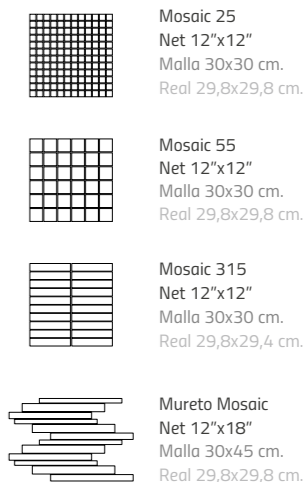 Mosaic 25
Net 12”x12”
Malla 30x30 cm.
Real 29,8x29,8 cm.
Mosaic 55
Net 12”x12”
Malla 30x30 cm.
Real 29,8x29,8 cm.
Mosaic 315
Net 12”x12”
Malla 30x30 cm.
Real 29,8x29,4 cm.
Mureto Mosaic
Net 12”x18”
Malla 30x45 cm.
Real 29,8x29,8 cm.